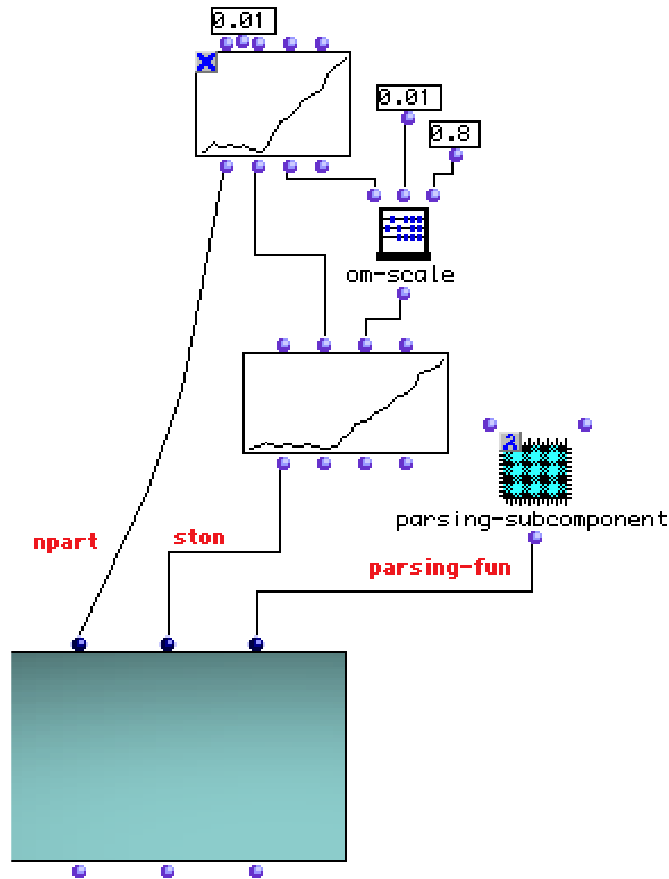 0.01
0.01
0.8
om-scale
parsing-subcomponent
npart
ston
parsing-fun